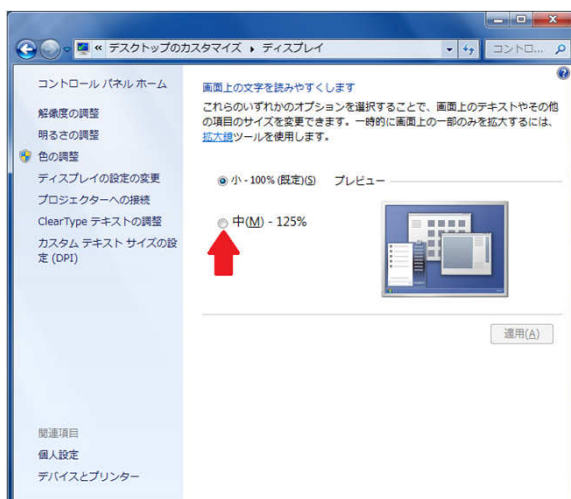 « デスクトップのカスタマイズ ▸ ディスプレイ
コントロ...
コントロール パネル ホーム
解像度の調整
明るさの調整
色の調整
ディスプレイの設定の変更
プロジェクターへの接続
ClearType テキストの調整
カスタム テキスト サイズの設
定 (DPI)
関連項目
個人設定
デバイスとプリンター
画面上の文字を読みやすくします
これらのいずれかのオプションを選択することで、画面上のテキストやその他
の項目のサイズを変更できます。一時的に画面上の一部のみを拡大するには、
拡大鏡ツールを使用します。
小 - 100% (既定)(S)
プレビュー
中(M) - 125%
適用(A)